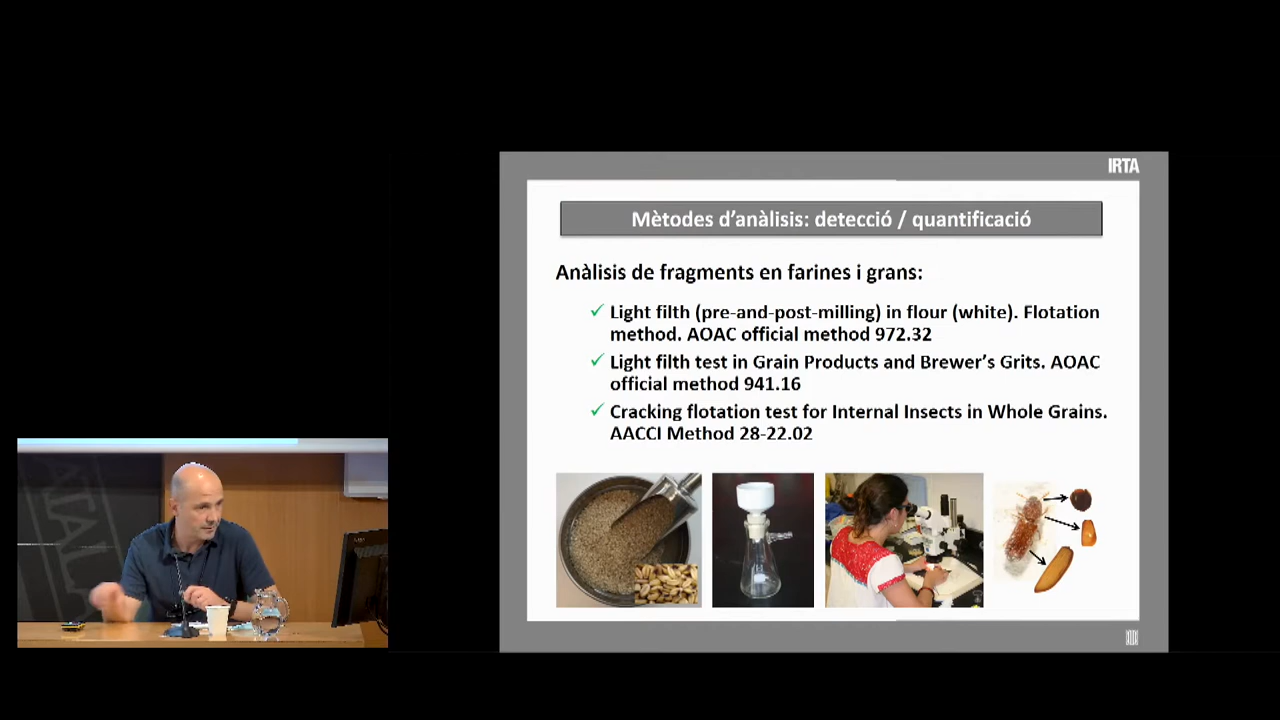 IRTA
Mètodes d'anàlisis: detecció / quantificació
Anàlisis de fragments en farines i grans:
Light filth (pre-and-post-milling) in flour (white). Flotation
method. AOAC official method 972.32
Light filth test in Grain Products and Brewer's Grits. AOAC
official method 941.16
Cracking flotation test for Internal Insects in Whole Grains.
AACCI Method 28-22.02